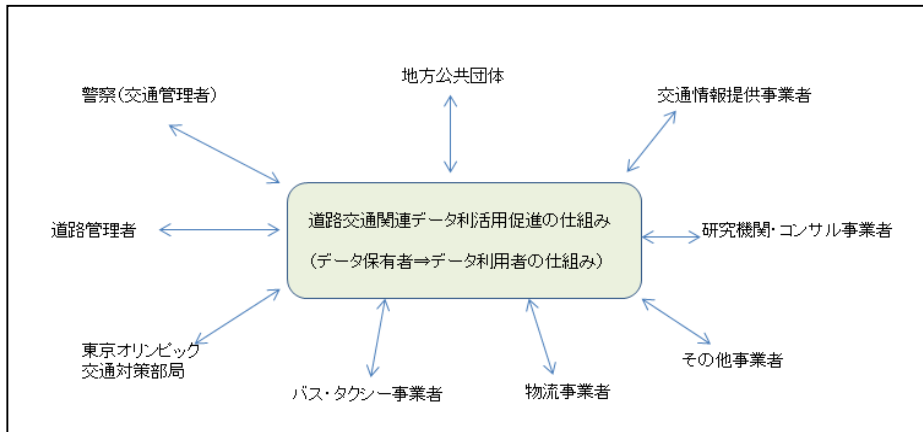 地方公共団体
警察(交通管理者)
交通情報提供事業者
道路交通関連データ利活用促進の仕組み
(データ保有者⇒データ利用者の仕組み)
道路管理者
研究機関・コンサル事業者
東京オリンピック
交通対策部局
その他事業者
バス・タクシー事業者
物流事業者